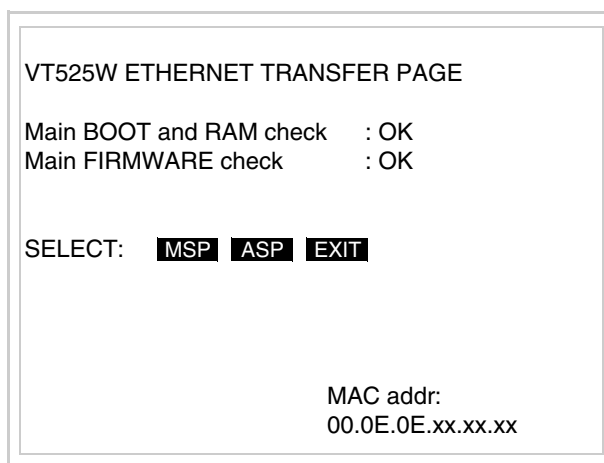 VT525W ETHERNET TRANSFER PAGE
Main BOOT and RAM check : OK
Main FIRMWARE check : OK
SELECT: MSP ASP EXIT
MAC addr:
00.0E.0E.xx.xx.xx